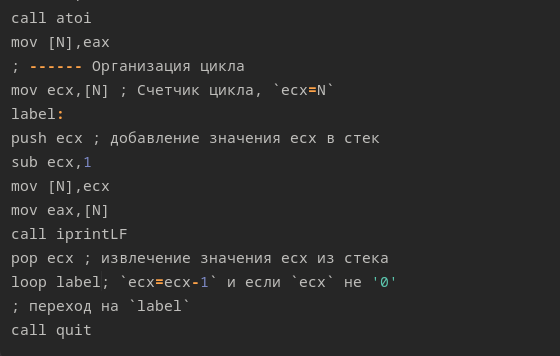 call atoi
mov [N],eax
; ------ Организация цикла
mov ecx,[N] ; Счетчик цикла, `ecx=N`
label:
push ecx ; добавление значения ecx в стек
sub ecx,1
mov [N],ecx
mov eax,[N]
call iprintLF
pop ecx ; извлечение значения ecx из стека
loop label; `ecx=ecx-1` и если `ecx` не '0'
; переход на `label`
call quit